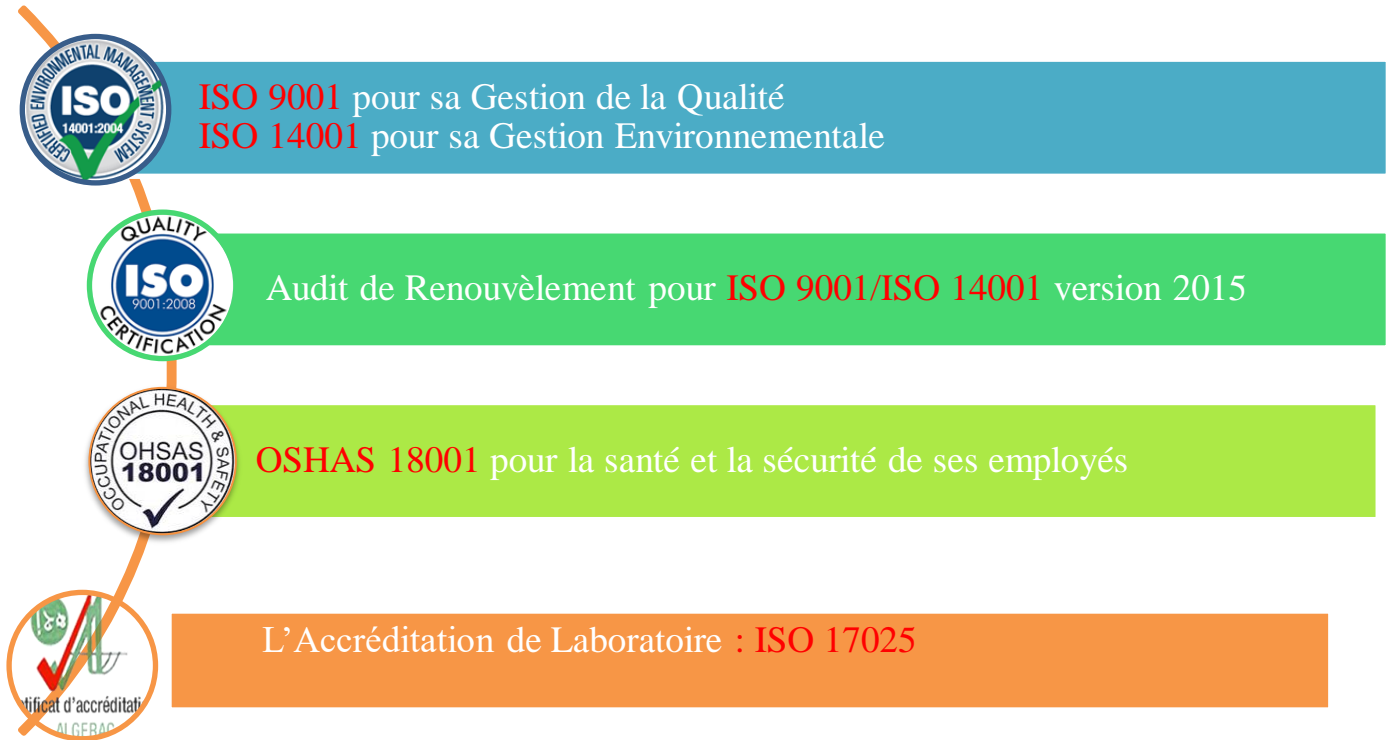 CERTIFIED ENVIRONMENTAL MANAGEMENT SYSTEM
ISO
14001:2004
ISO 9001 pour sa Gestion de la Qualité
ISO 14001 pour sa Gestion Environnementale
QUALITY
ISO
9001:2008
CERTIFICATION
Audit de Renouvèlement pour ISO 9001/ISO 14001 version 2015
OCCUPATIONAL HEALTH & SAFETY
OHSAS
18001
OSHAS 18001 pour la santé et la sécurité de ses employés
L’Accréditation de Laboratoire : ISO 17025
tificat d'accréditati
ALGERAC